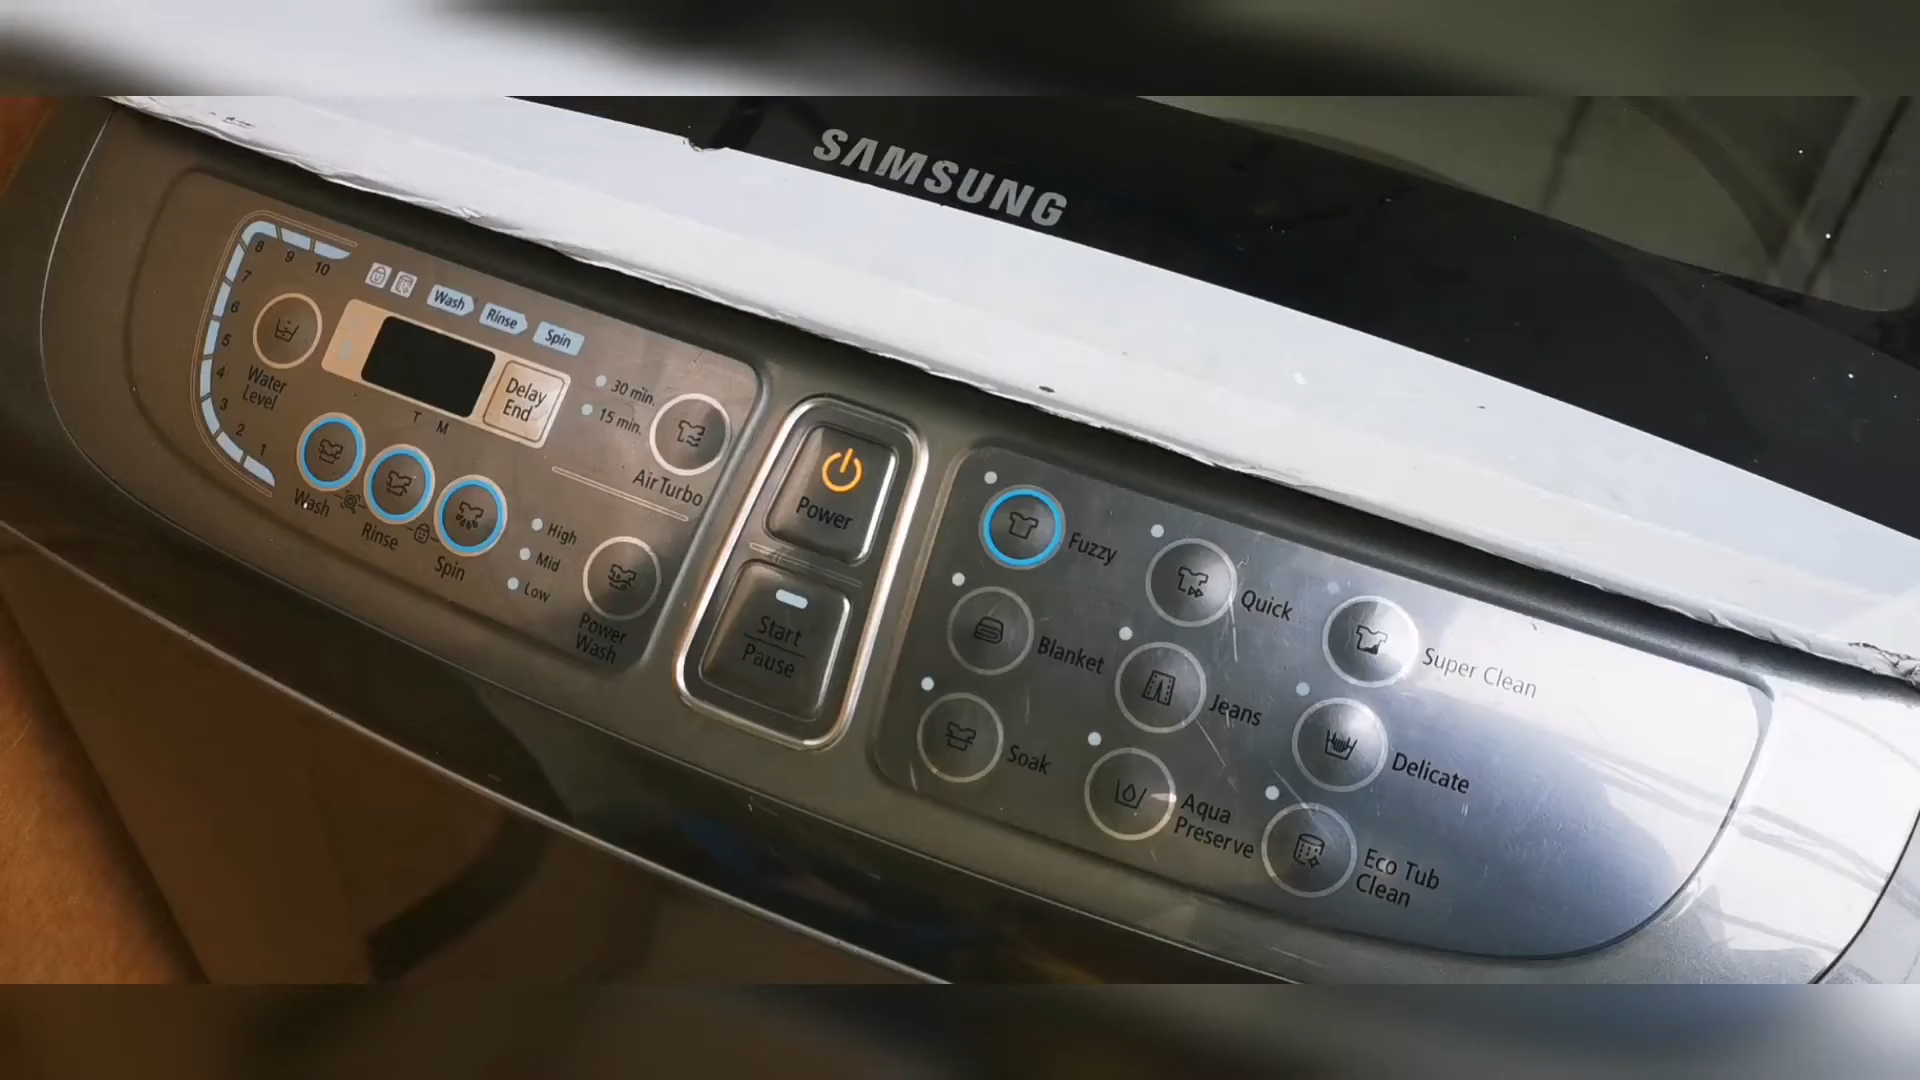 SAMSUNG
8
9
10
7
6
5
4
3
2
1
Wash
Rinse
Spin
Water
Level
Delay
End
T M
30 min.
15 min.
Air Turbo
Wash
Rinse
Spin
High
Mid
Low
Power
Wash
Power
Start
Pause
Fuzzy
Quick
Super Clean
Blanket
Jeans
Delicate
Soak
Aqua
Preserve
Eco Tub
Clean